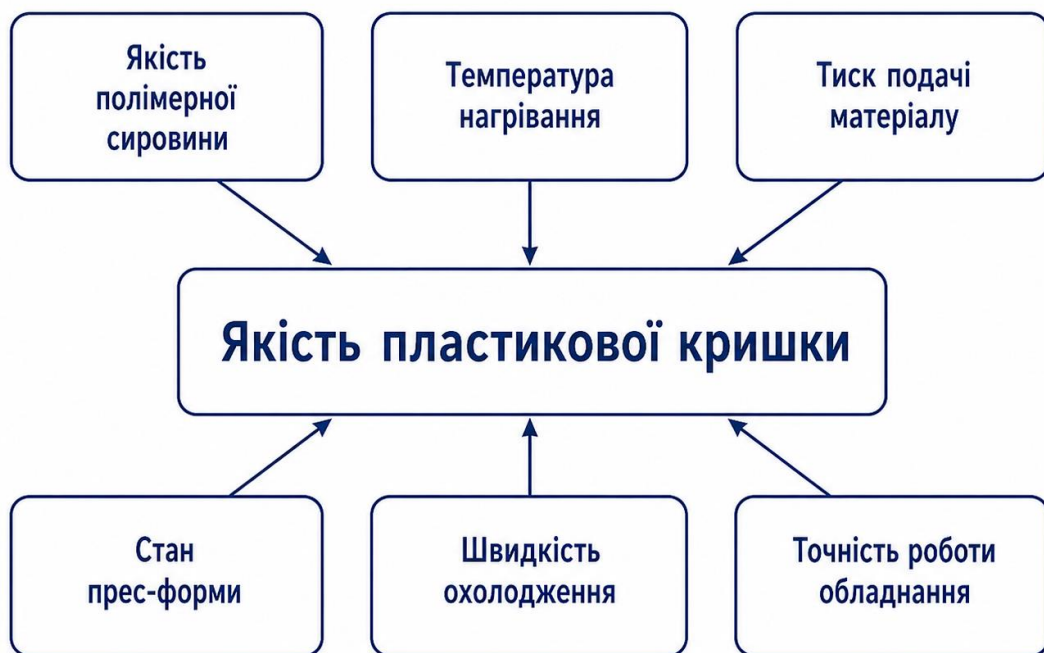 Якість
полімерної
сировини
Температура
нагрівання
Тиск подачі
матеріалу
Якість пластикової кришки
Стан
прес-форми
Швидкість
охолодження
Точність роботи
обладнання